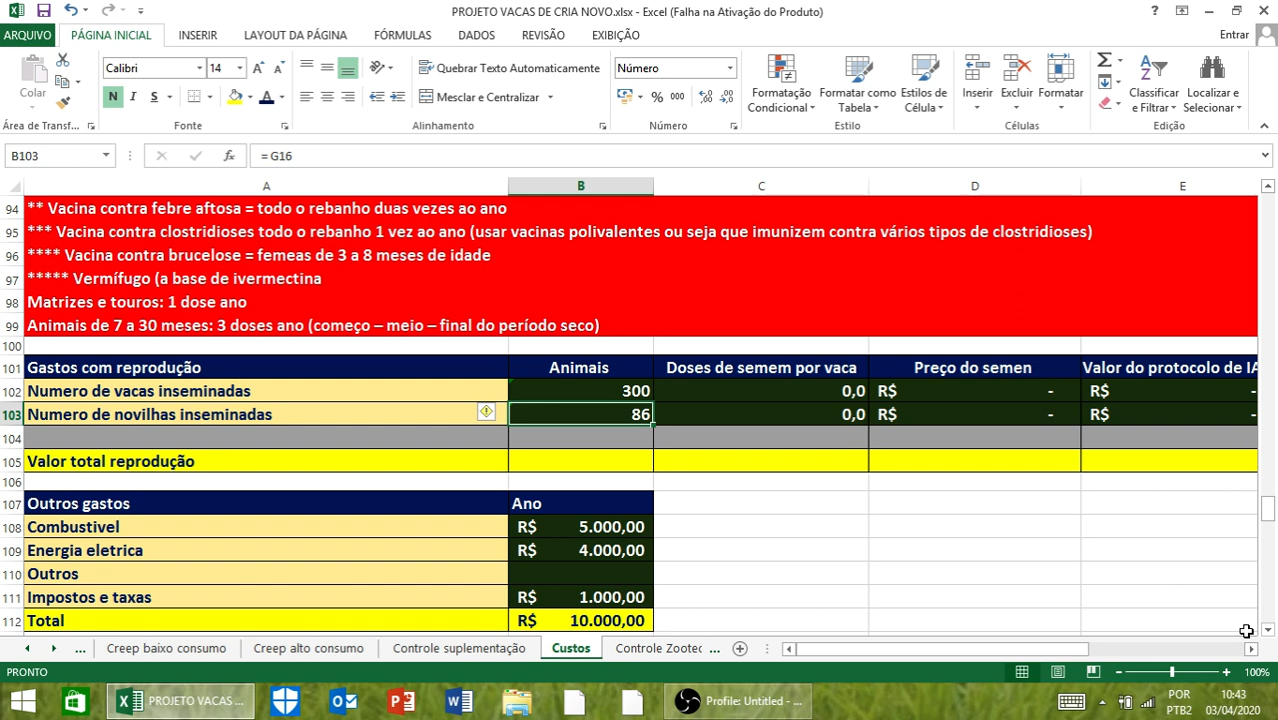 PROJETO VACAS DE CRIA NOVO.xlsx - Excel (Falha na Ativação do Produto)
ARQUIVO PÁGINA INICIAL INSERIR LAYOUT DA PÁGINA FÓRMULAS DADOS REVISÃO EXIBIÇÃO Entrar
Calibri 14 Quebrar Texto Automaticamente Número
Colar N I S Mesclar e Centralizar % 000 Formatação Condicional Formatar como Tabela Estilos de Célula Inserir Excluir Formatar Classificar e Filtrar Localizar e Selecionar
Área de Transf... Fonte Alinhamento Número Estilo Células Edição
B103 = G16
A B C D E
94 ** Vacina contra febre aftosa = todo o rebanho duas vezes ao ano
95 *** Vacina contra clostridioses todo o rebanho 1 vez ao ano (usar vacinas polivalentes ou seja que imunizem contra vários tipos de clostridioses)
96 **** Vacina contra brucelose = femeas de 3 a 8 meses de idade
97 ***** Vermífugo (a base de ivermectina
98 Matrizes e touros: 1 dose ano
99 Animais de 7 a 30 meses: 3 doses ano (começo – meio – final do período seco)
100
101 Gastos com reprodução Animais Doses de semem por vaca Preço do semen Valor do protocolo de IA
102 Numero de vacas inseminadas 300 0,0 R$ - R$ -
103 Numero de novilhas inseminadas 86 0,0 R$ - R$ -
104
105 Valor total reprodução
106
107 Outros gastos Ano
108 Combustivel R$ 5.000,00
109 Energia eletrica R$ 4.000,00
110 Outros
111 Impostos e taxas R$ 1.000,00
112 Total R$ 10.000,00
... Creep baixo consumo Creep alto consumo Controle suplementação Custos Controle Zootec ...
PRONTO 100%
PROJETO VACAS ... Profile: Untitled - ... POR PTB2 10:43 03/04/2020